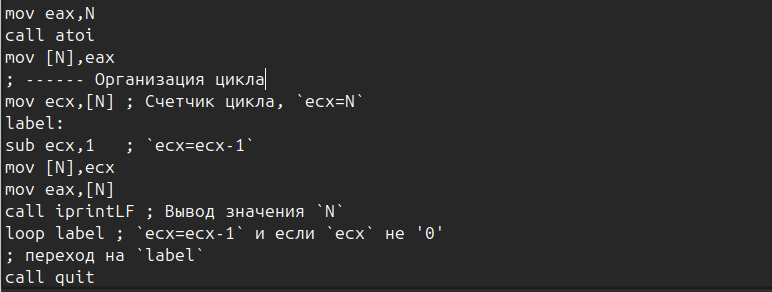 mov eax,N
call atoi
mov [N],eax
; ------ Организация цикла
mov ecx,[N] ; Счетчик цикла, `ecx=N`
label:
sub ecx,1   ; `ecx=ecx-1`
mov [N],ecx
mov eax,[N]
call iprintLF ; Вывод значения `N`
loop label ; `ecx=ecx-1` и если `ecx` не '0'
; переход на `label`
call quit